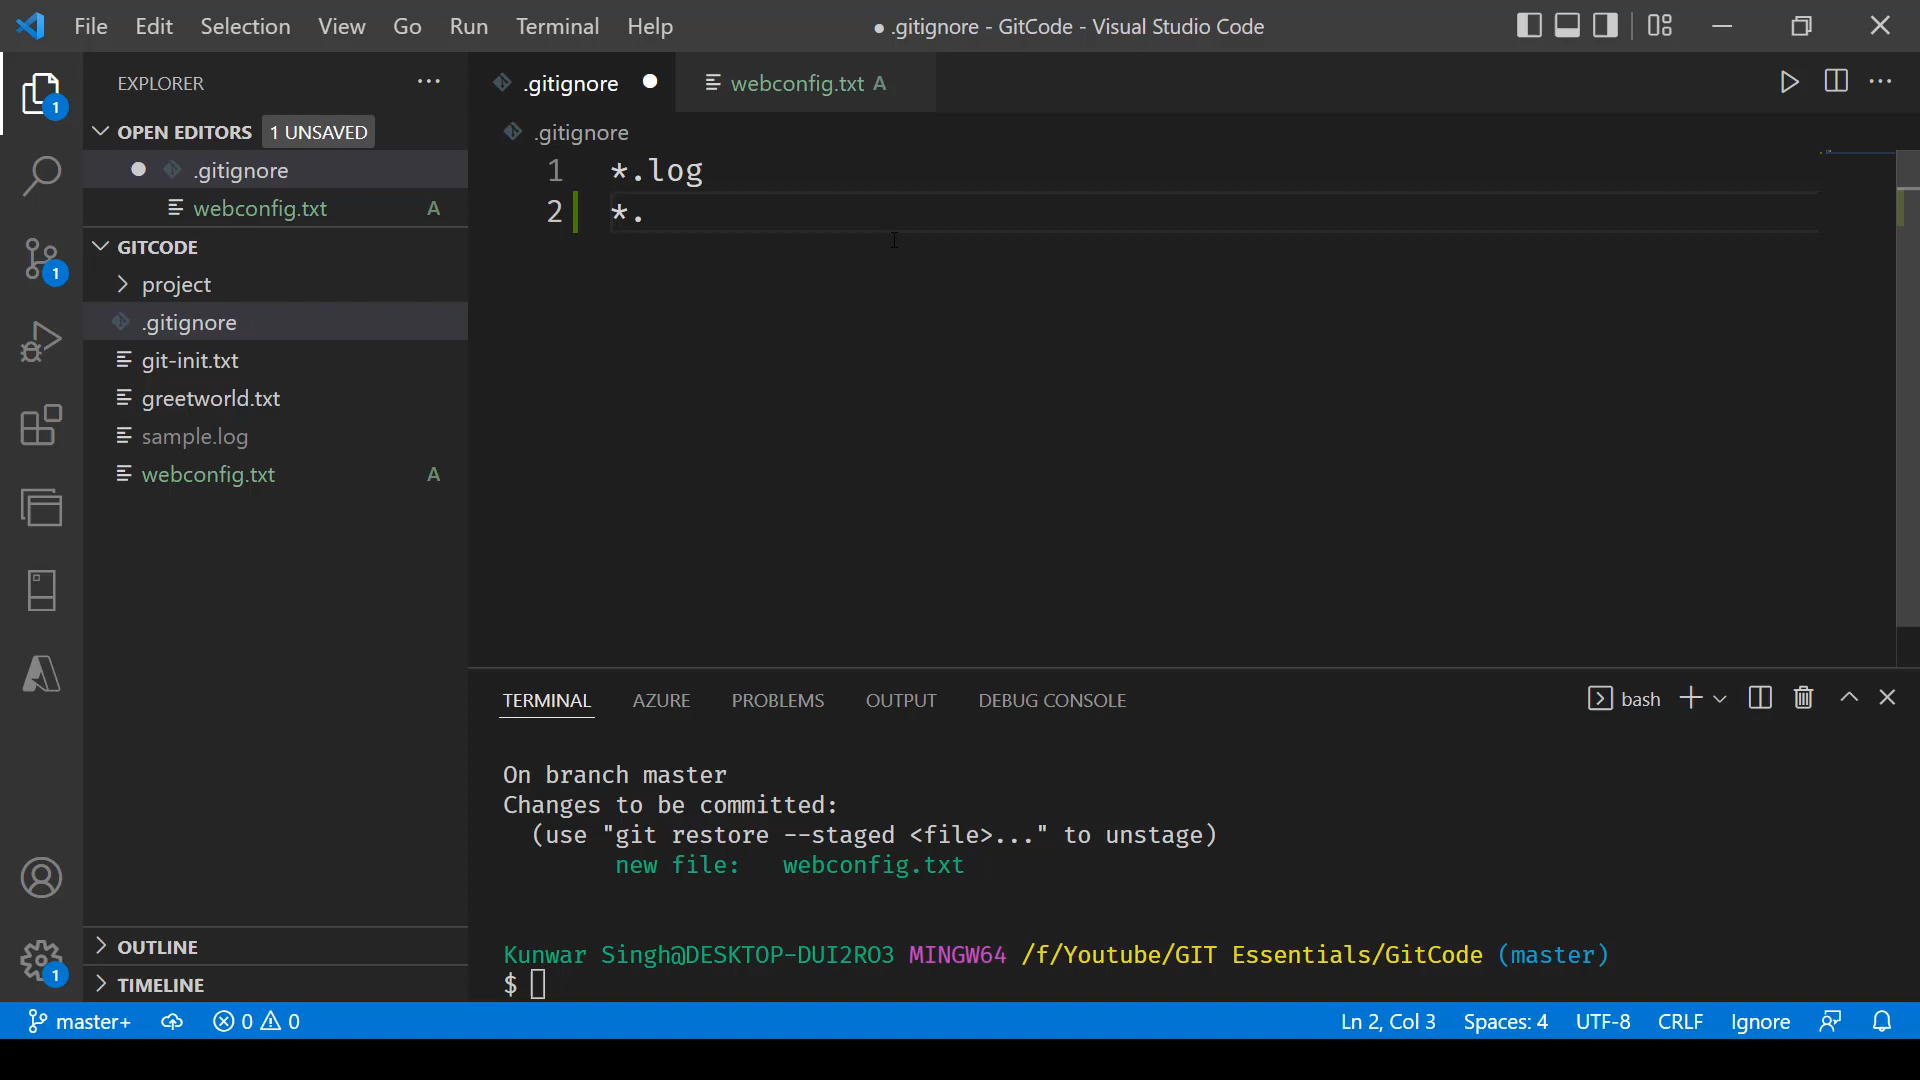 File Edit Selection View Go Run Terminal Help
● .gitignore - GitCode - Visual Studio Code
EXPLORER
OPEN EDITORS 1 UNSAVED
.gitignore
webconfig.txt A
GITCODE
project
.gitignore
git-init.txt
greetworld.txt
sample.log
webconfig.txt A
OUTLINE
TIMELINE
1
1
1
.gitignore
webconfig.txt A
.gitignore
1 *.log
2 *.
TERMINAL AZURE PROBLEMS OUTPUT DEBUG CONSOLE
bash
On branch master
Changes to be committed:
(use "git restore --staged <file>..." to unstage)
new file: webconfig.txt
Kunwar Singh@DESKTOP-DUI2RO3 MINGW64 /f/Youtube/GIT Essentials/GitCode (master)
$
master+ 0 0 Ln 2, Col 3 Spaces: 4 UTF-8 CRLF Ignore